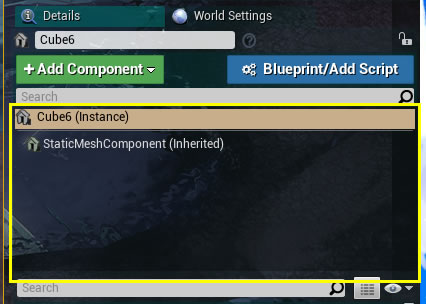 Details
World Settings
Cube6
+ Add Component
Blueprint/Add Script
Search
Cube6 (Instance)
StaticMeshComponent (Inherited)
Search